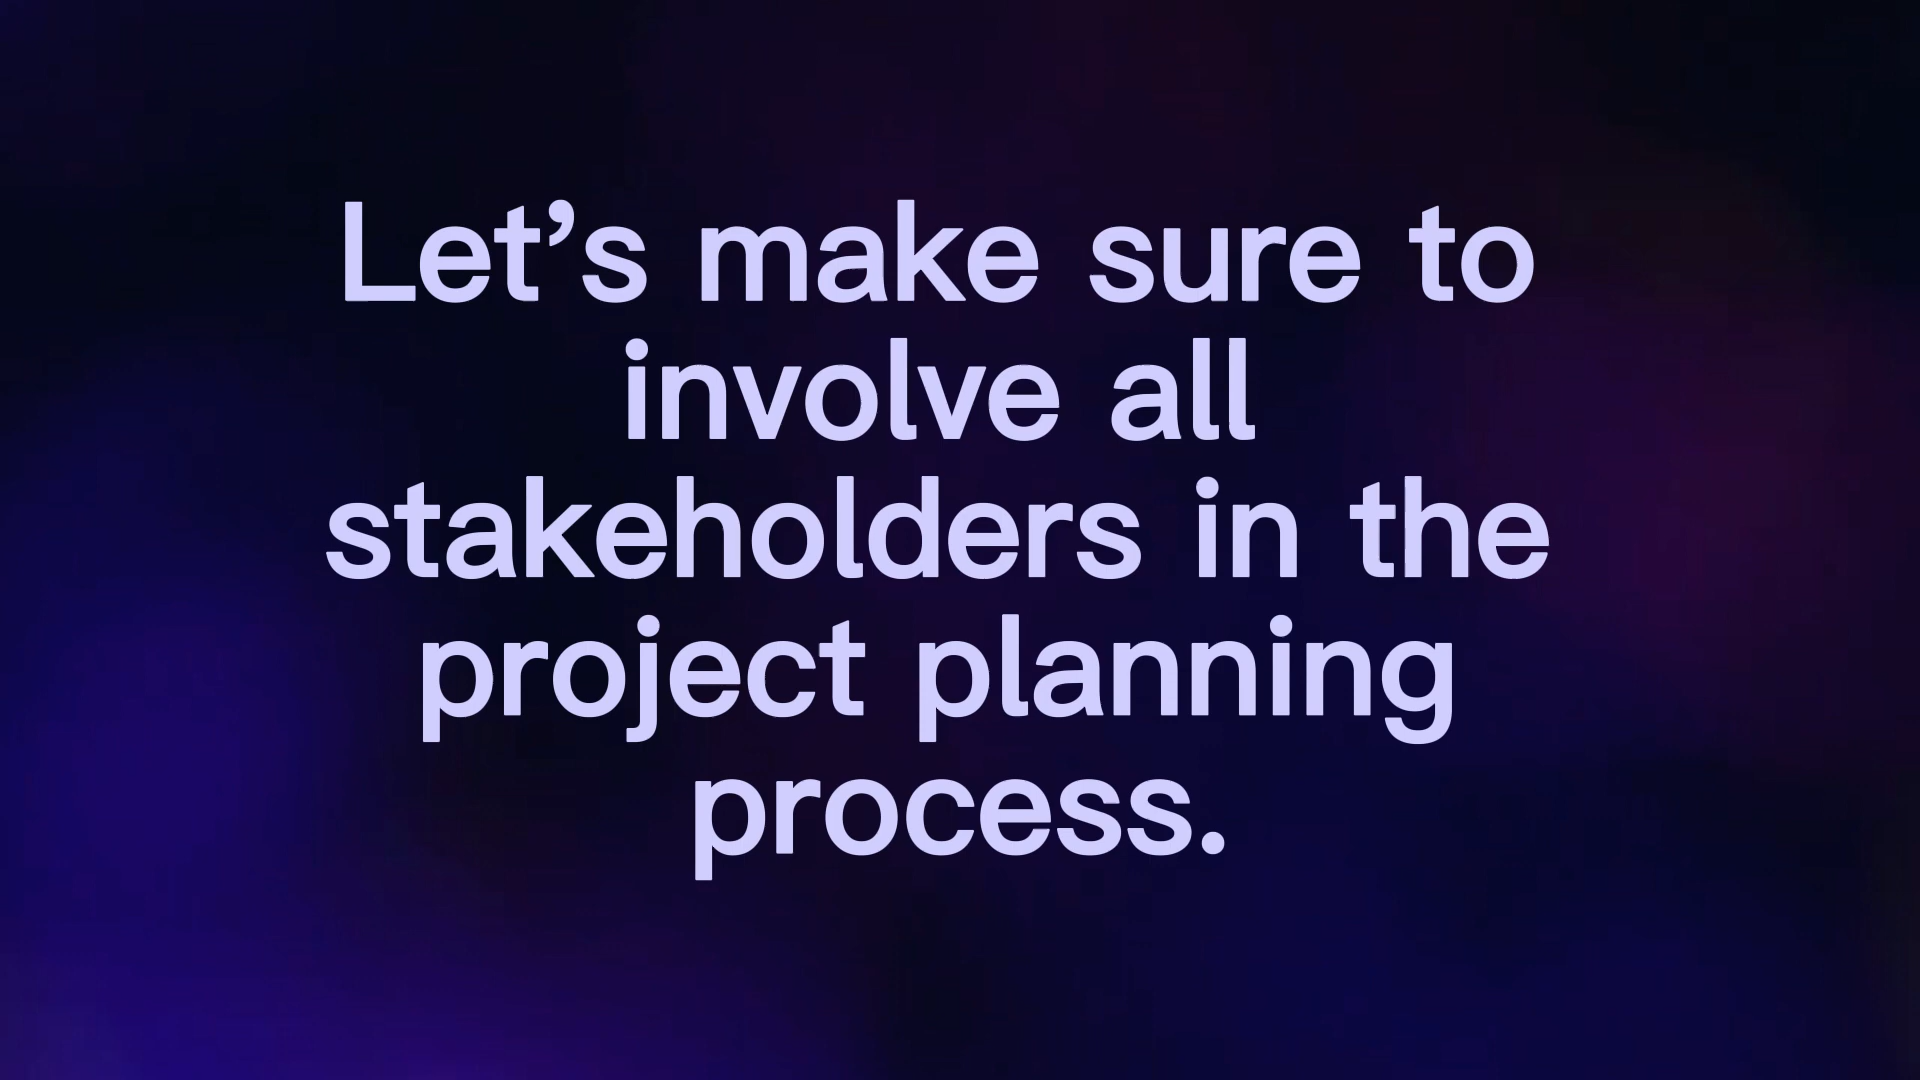 Let’s make sure to
involve all
stakeholders in the
project planning
process.